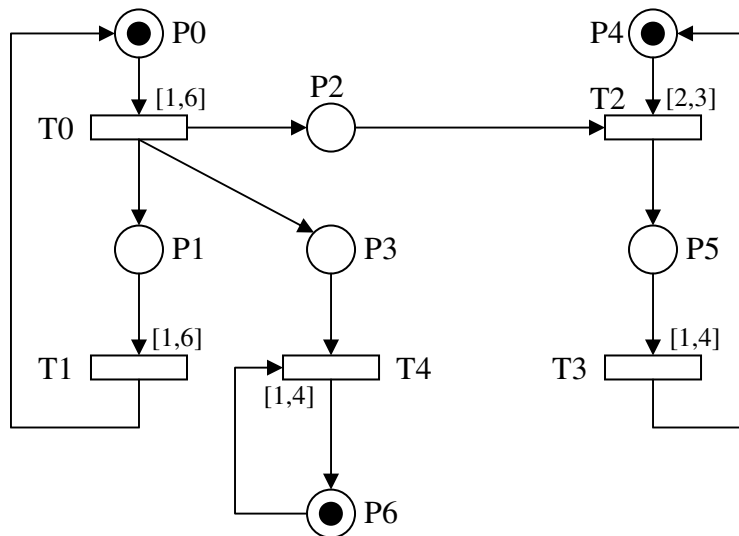 P0
P4
[1,6]
P2
T2
[2,3]
T0
P1
P3
P5
[1,6]
[1,4]
T1
T4
T3
[1,4]
P6